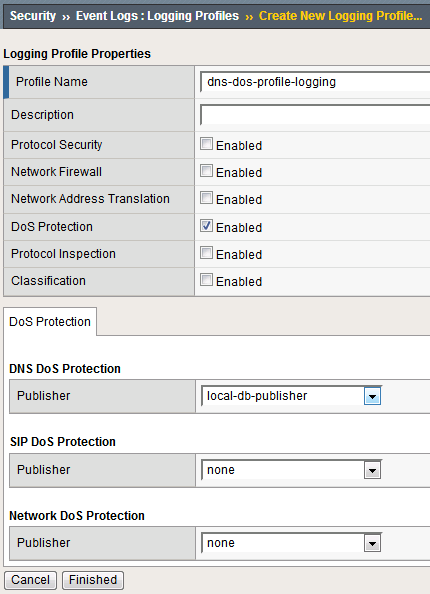 Security ›› Event Logs : Logging Profiles ›› Create New Logging Profile...
Logging Profile Properties
Profile Name dns-dos-profile-logging
Description
Protocol Security Enabled
Network Firewall Enabled
Network Address Translation Enabled
DoS Protection Enabled
Protocol Inspection Enabled
Classification Enabled
DoS Protection
DNS DoS Protection
Publisher local-db-publisher
SIP DoS Protection
Publisher none
Network DoS Protection
Publisher none
Cancel Finished